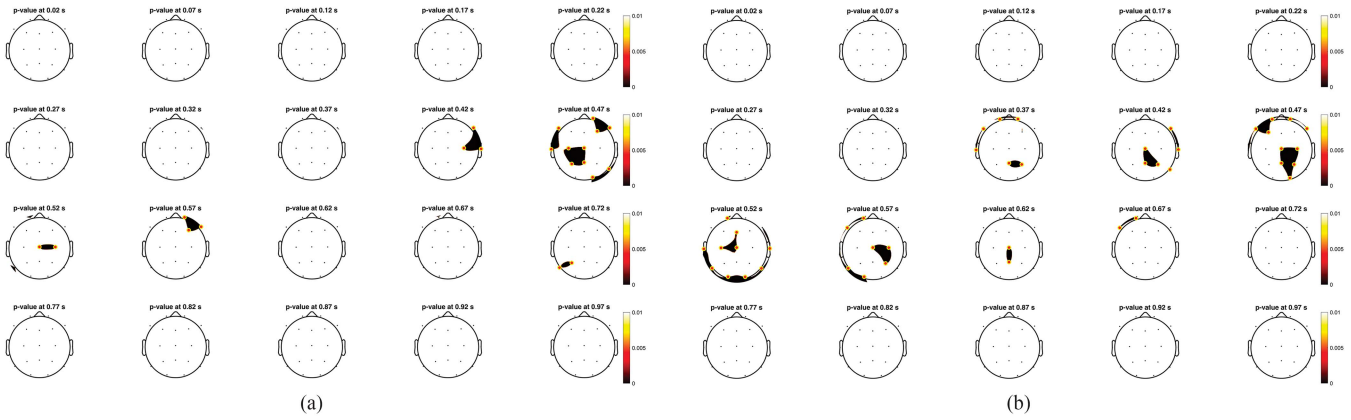 p-value at 0.02 s p-value at 0.07 s p-value at 0.12 s p-value at 0.17 s p-value at 0.22 s p-value at 0.02 s p-value at 0.07 s p-value at 0.12 s p-value at 0.17 s p-value at 0.22 s
0.01 0.01
0.005 0.005
0 0
p-value at 0.27 s p-value at 0.32 s p-value at 0.37 s p-value at 0.42 s p-value at 0.47 s p-value at 0.27 s p-value at 0.32 s p-value at 0.37 s p-value at 0.42 s p-value at 0.47 s
0.01 0.01
0.005 0.005
0 0
p-value at 0.52 s p-value at 0.57 s p-value at 0.62 s p-value at 0.67 s p-value at 0.72 s p-value at 0.52 s p-value at 0.57 s p-value at 0.62 s p-value at 0.67 s p-value at 0.72 s
0.01 0.01
0.005 0.005
0 0
p-value at 0.77 s p-value at 0.82 s p-value at 0.87 s p-value at 0.92 s p-value at 0.97 s p-value at 0.77 s p-value at 0.82 s p-value at 0.87 s p-value at 0.92 s p-value at 0.97 s
0.01 0.01
0.005 0.005
0 0
(a) (b)